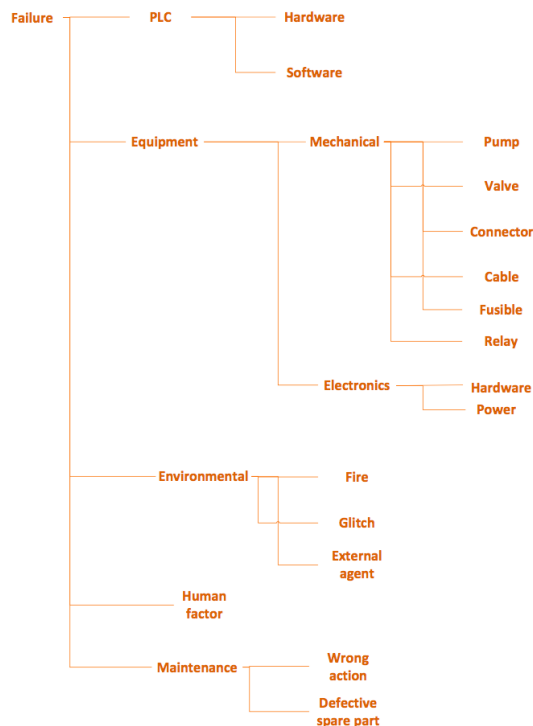 Failure
PLC
Hardware
Software
Equipment
Mechanical
Pump
Valve
Connector
Cable
Fusible
Relay
Electronics
Hardware
Power
Environmental
Fire
Glitch
External
agent
Human
factor
Maintenance
Wrong
action
Defective
spare part